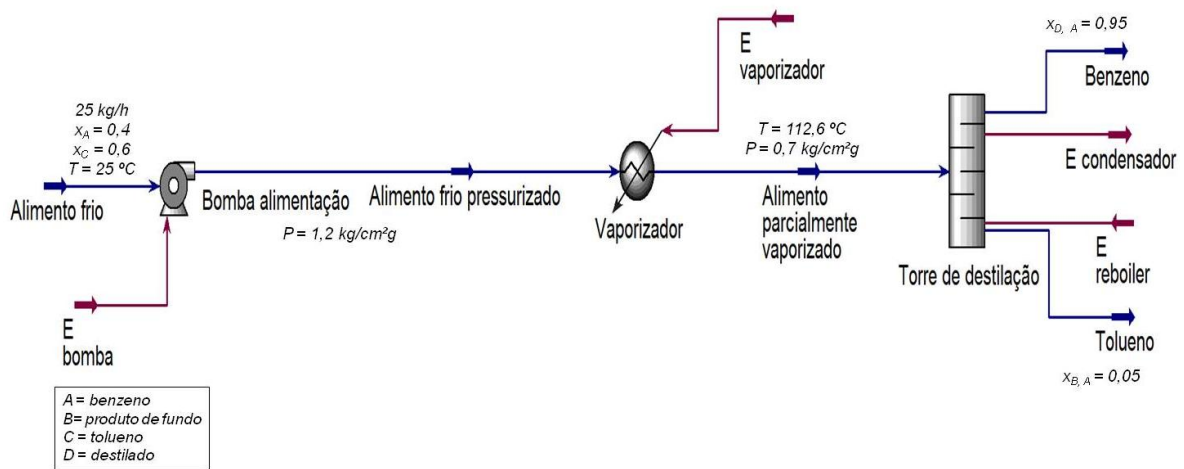 25 kg/h
x_A = 0,4
x_C = 0,6
T = 25 ºC
Alimento frio
E
bomba
Bomba alimentação
P = 1,2 kg/cm²g
Alimento frio pressurizado
E
vaporizador
Vaporizador
T = 112,6 ºC
P = 0,7 kg/cm²g
Alimento
parcialmente
vaporizado
x_D, A = 0,95
Benzeno
E condensador
E
reboiler
Torre de destilação
Tolueno
x_B, A = 0,05
A = benzeno
B= produto de fundo
C = tolueno
D = destilado